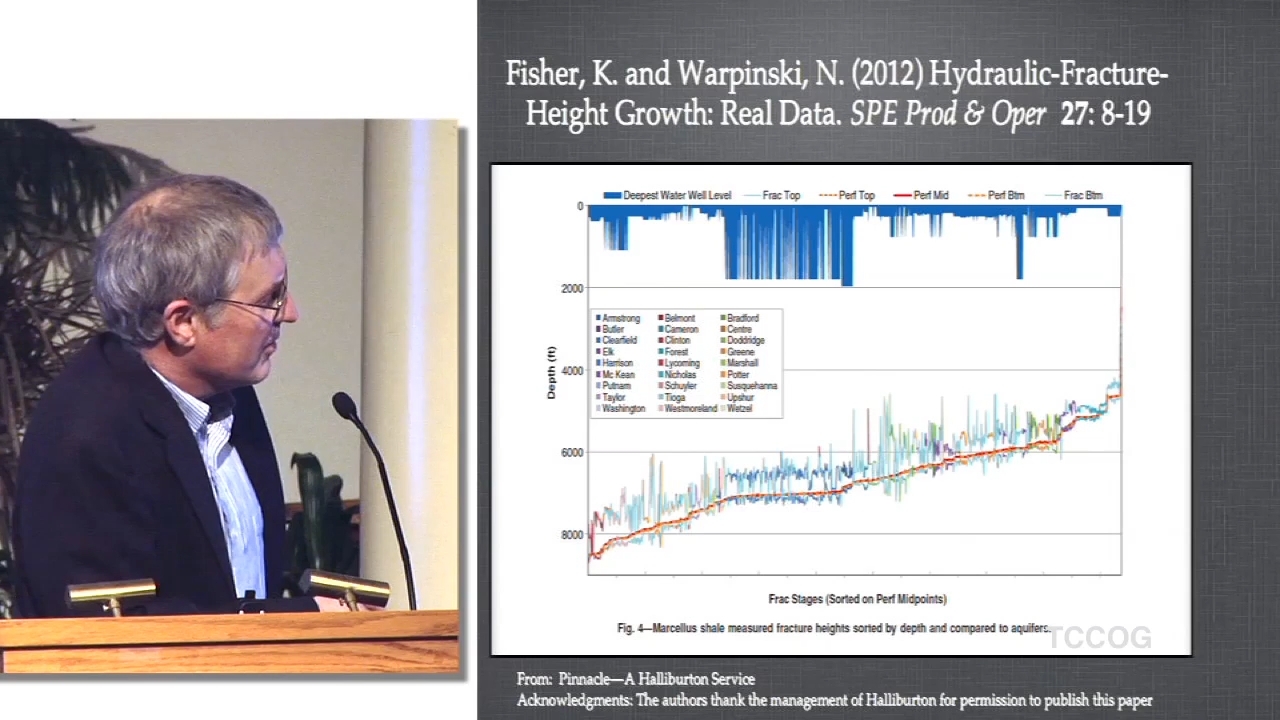 Fisher, K. and Warpinski, N. (2012) Hydraulic-Fracture-
Height Growth: Real Data. SPE Prod & Oper 27: 8-19
Deepest Water Well Level Frac Top Perf Top Perf Mid Perf Btm Frac Btm
0
2000
4000
6000
8000
Depth (ft)
Armstrong Belmont Bradford
Butler Cameron Centre
Clearfield Clinton Doddridge
Elk Forest Greene
Harrison Lycoming Marshall
Mc Kean Nicholas Potter
Putnam Schuyler Susquehanna
Taylor Tioga Upshur
Washington Westmoreland Wetzel
Frac Stages (Sorted on Perf Midpoints)
Fig. 4—Marcellus shale measured fracture heights sorted by depth and compared to aquifers.
TCCOG
From: Pinnacle—A Halliburton Service
Acknowledgments: The authors thank the management of Halliburton for permission to publish this paper